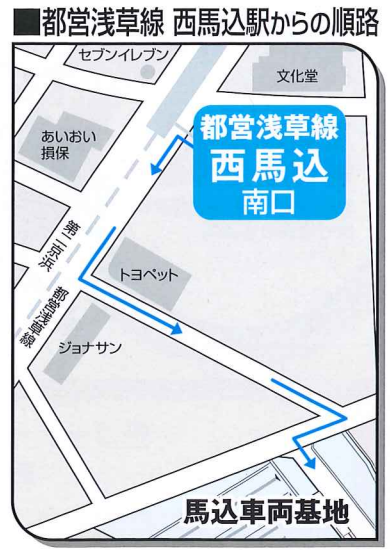 ■都営浅草線 西馬込駅からの順路
セブンイレブン
文化堂
あいおい
損保
都営浅草線
西馬込
南口
第二京浜
トヨペット
都営浅草線
ジョナサン
馬込車両基地